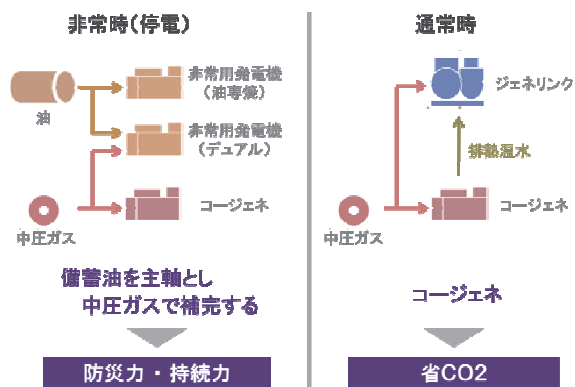 非常時(停電)
油
非常用発電機
(油専焼)
非常用発電機
(デュアル)
コージェネ
中圧ガス
備蓄油を主軸とし
中圧ガスで補完する
防災力・持続力
通常時
ジェネリンク
排熱温水
コージェネ
中圧ガス
コージェネ
省CO2